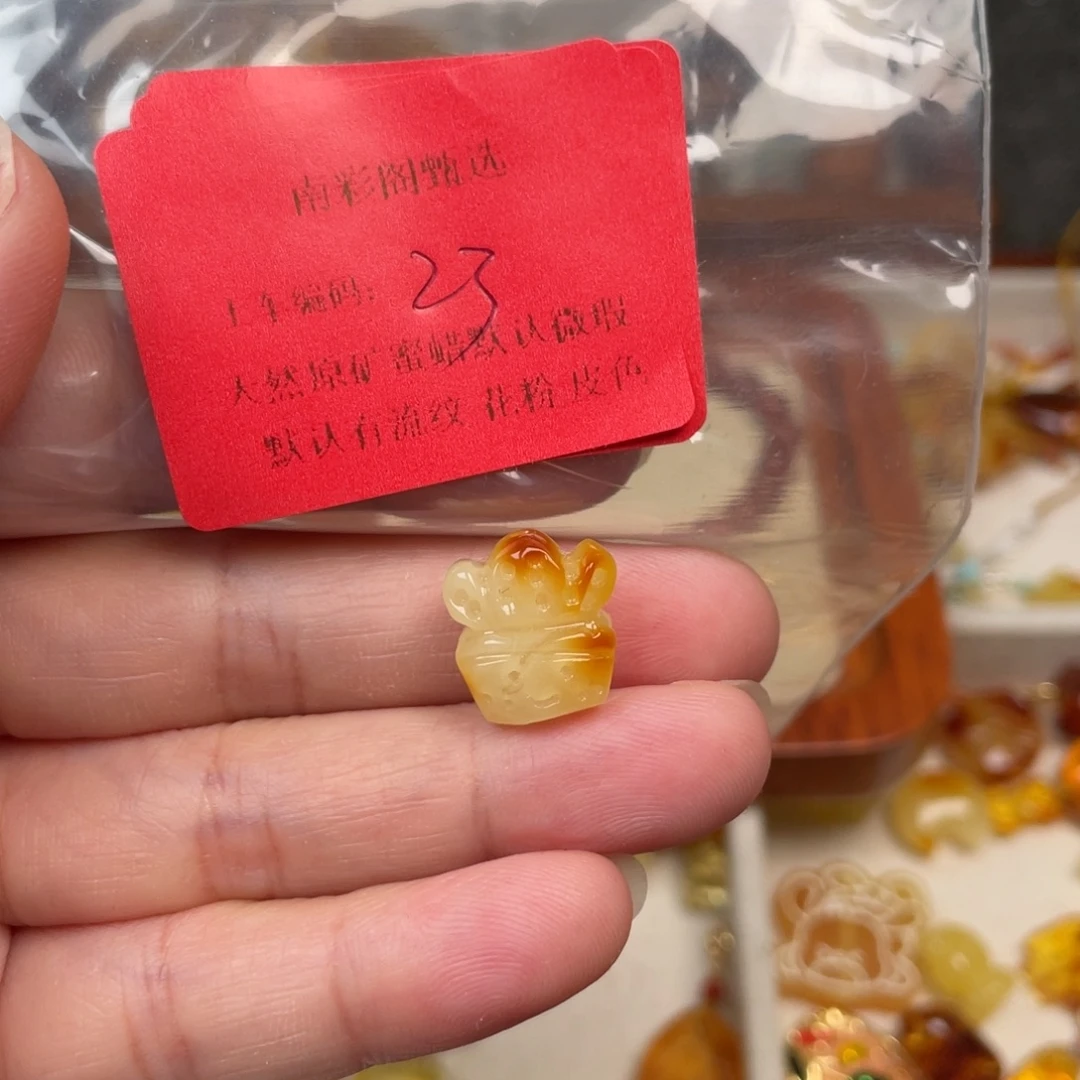 南彩阁甄选
上车编码: 23
天然原矿蜜蜡默认微瑕
默认有流纹 花粉 皮色